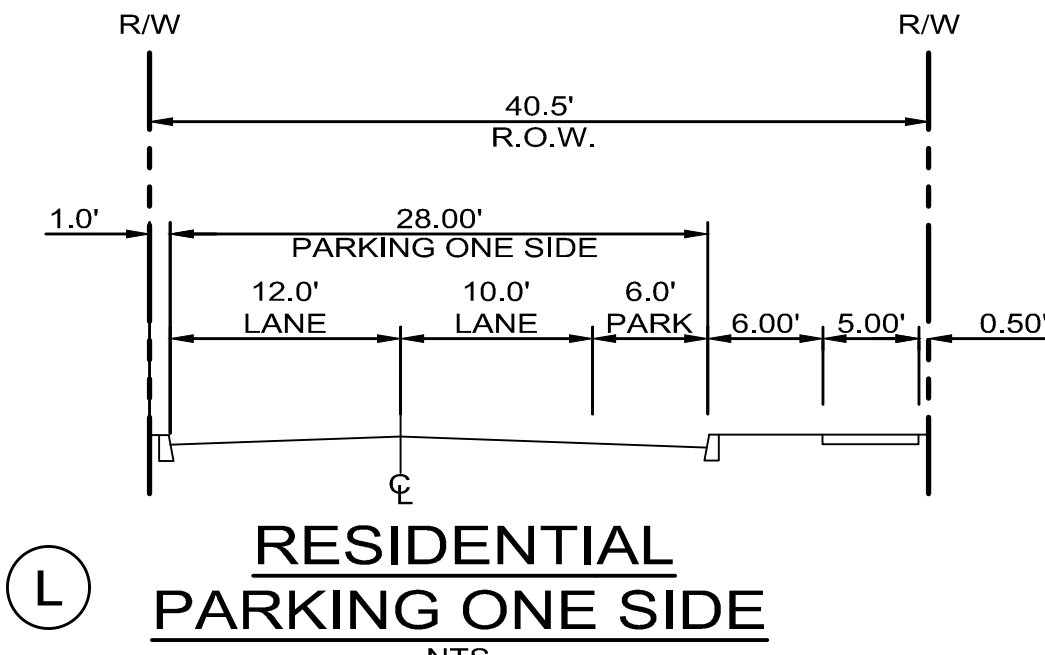 R/W R/W
40.5'
R.O.W.
1.0' 28.00'
PARKING ONE SIDE
12.0' 10.0' 6.0'
LANE LANE PARK 6.00' 5.00' 0.50'
℄
RESIDENTIAL
L
PARKING ONE SIDE
NTS